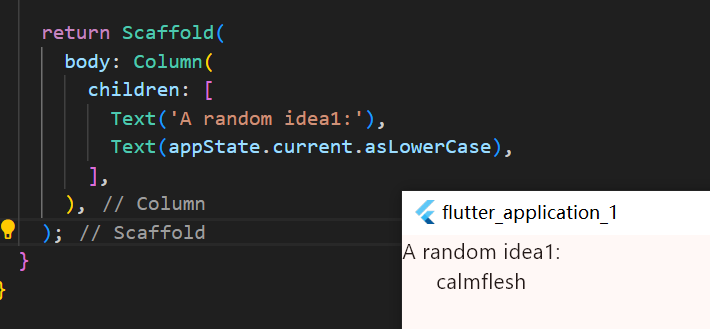 return Scaffold(
body: Column(
children: [
Text('A random idea1:'),
Text(appState.current.asLowerCase),
],
), // Column
); // Scaffold
}
}
flutter_application_1
A random idea1:
calmflesh